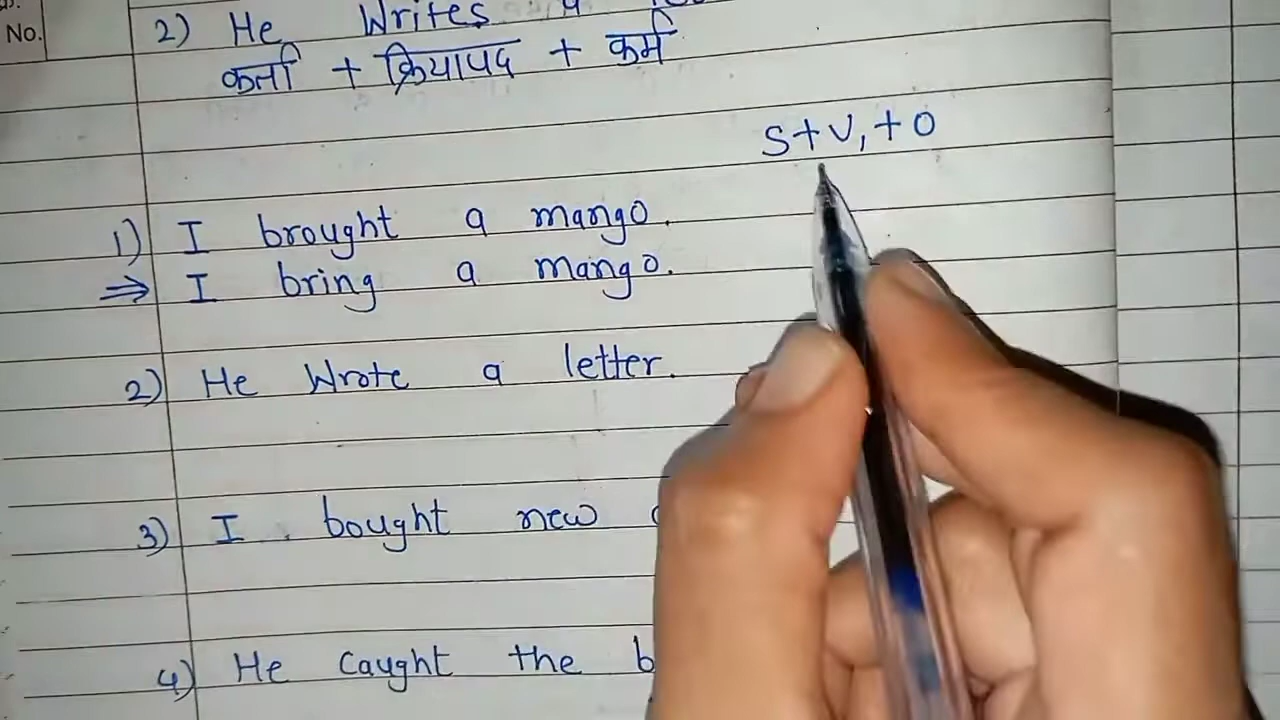 No.
2) He Writes a
कर्ता + क्रियापद + कर्म
S+V₁+O
1) I brought a mango.
⇒ I bring a mango.
2) He Wrote a letter.
3) I bought new
4) He Caught the